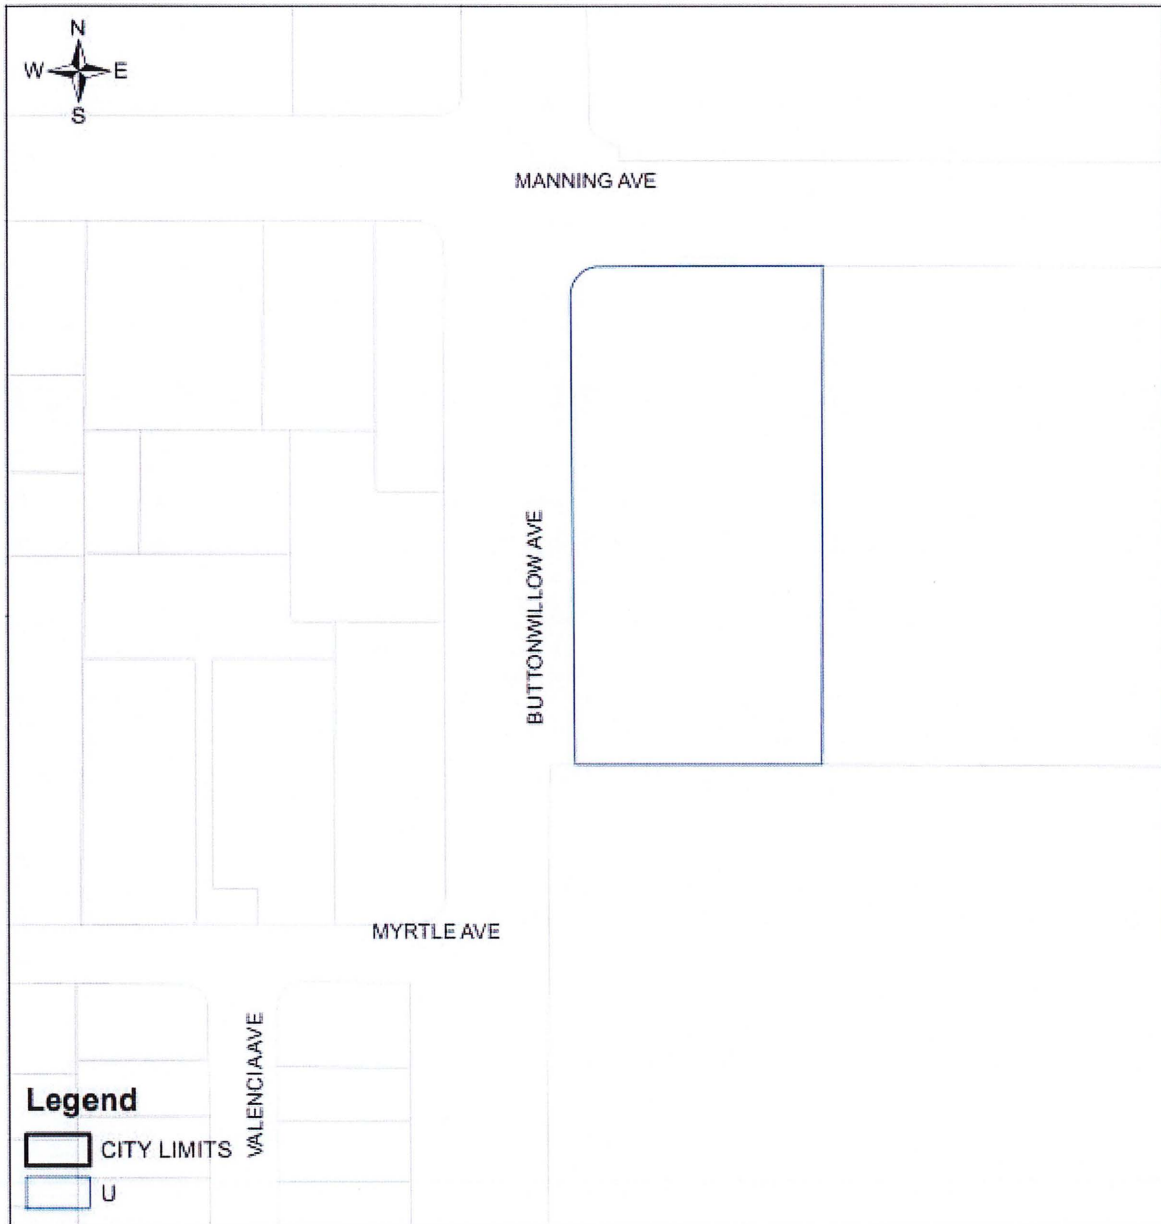 N
W E
S
MANNING AVE
BUTTONWILLOW AVE
MYRTLE AVE
VALENCIA AVE
Legend
CITY LIMITS
U